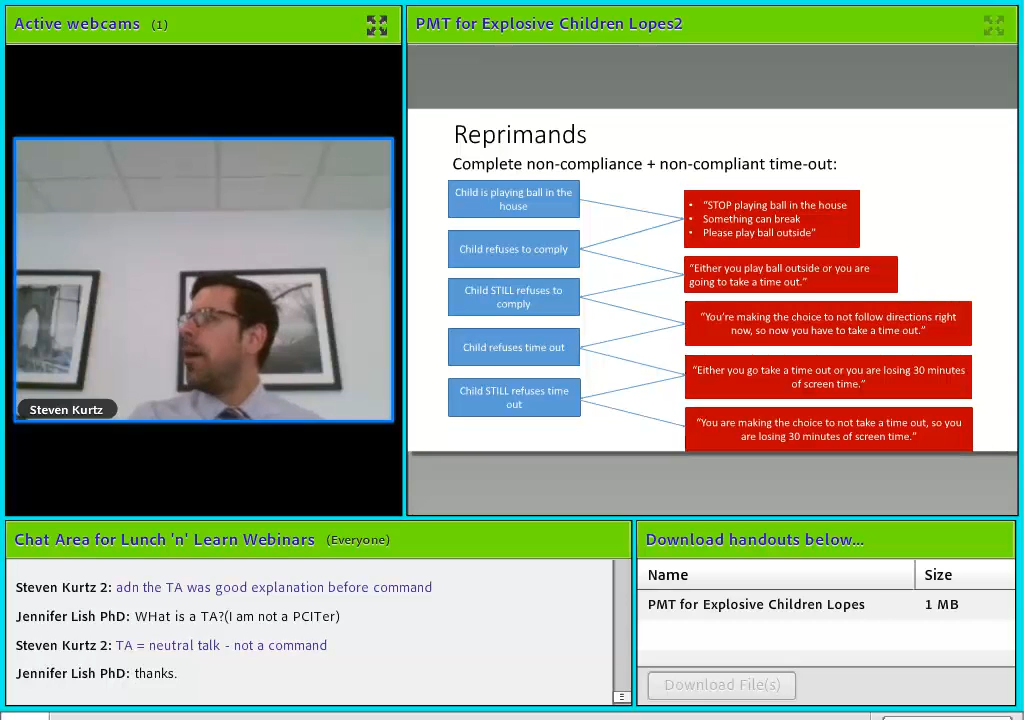 Active webcams (1)
PMT for Explosive Children Lopes2
Steven Kurtz
Reprimands
Complete non-compliance + non-compliant time-out:
Child is playing ball in the
house
Child refuses to comply
Child STILL refuses to
comply
Child refuses time out
Child STILL refuses time
out
• "STOP playing ball in the house
• Something can break
• Please play ball outside"
"Either you play ball outside or you are
going to take a time out."
"You're making the choice to not follow directions right
now, so now you have to take a time out."
"Either you go take a time out or you are losing 30 minutes
of screen time."
"You are making the choice to not take a time out, so you
are losing 30 minutes of screen time."
Chat Area for Lunch 'n' Learn Webinars (Everyone)
Steven Kurtz 2: adn the TA was good explanation before command
Jennifer Lish PhD: WHat is a TA?(I am not a PCITer)
Steven Kurtz 2: TA = neutral talk - not a command
Jennifer Lish PhD: thanks.
Download handouts below...
Name Size
PMT for Explosive Children Lopes 1 MB
Download File(s)